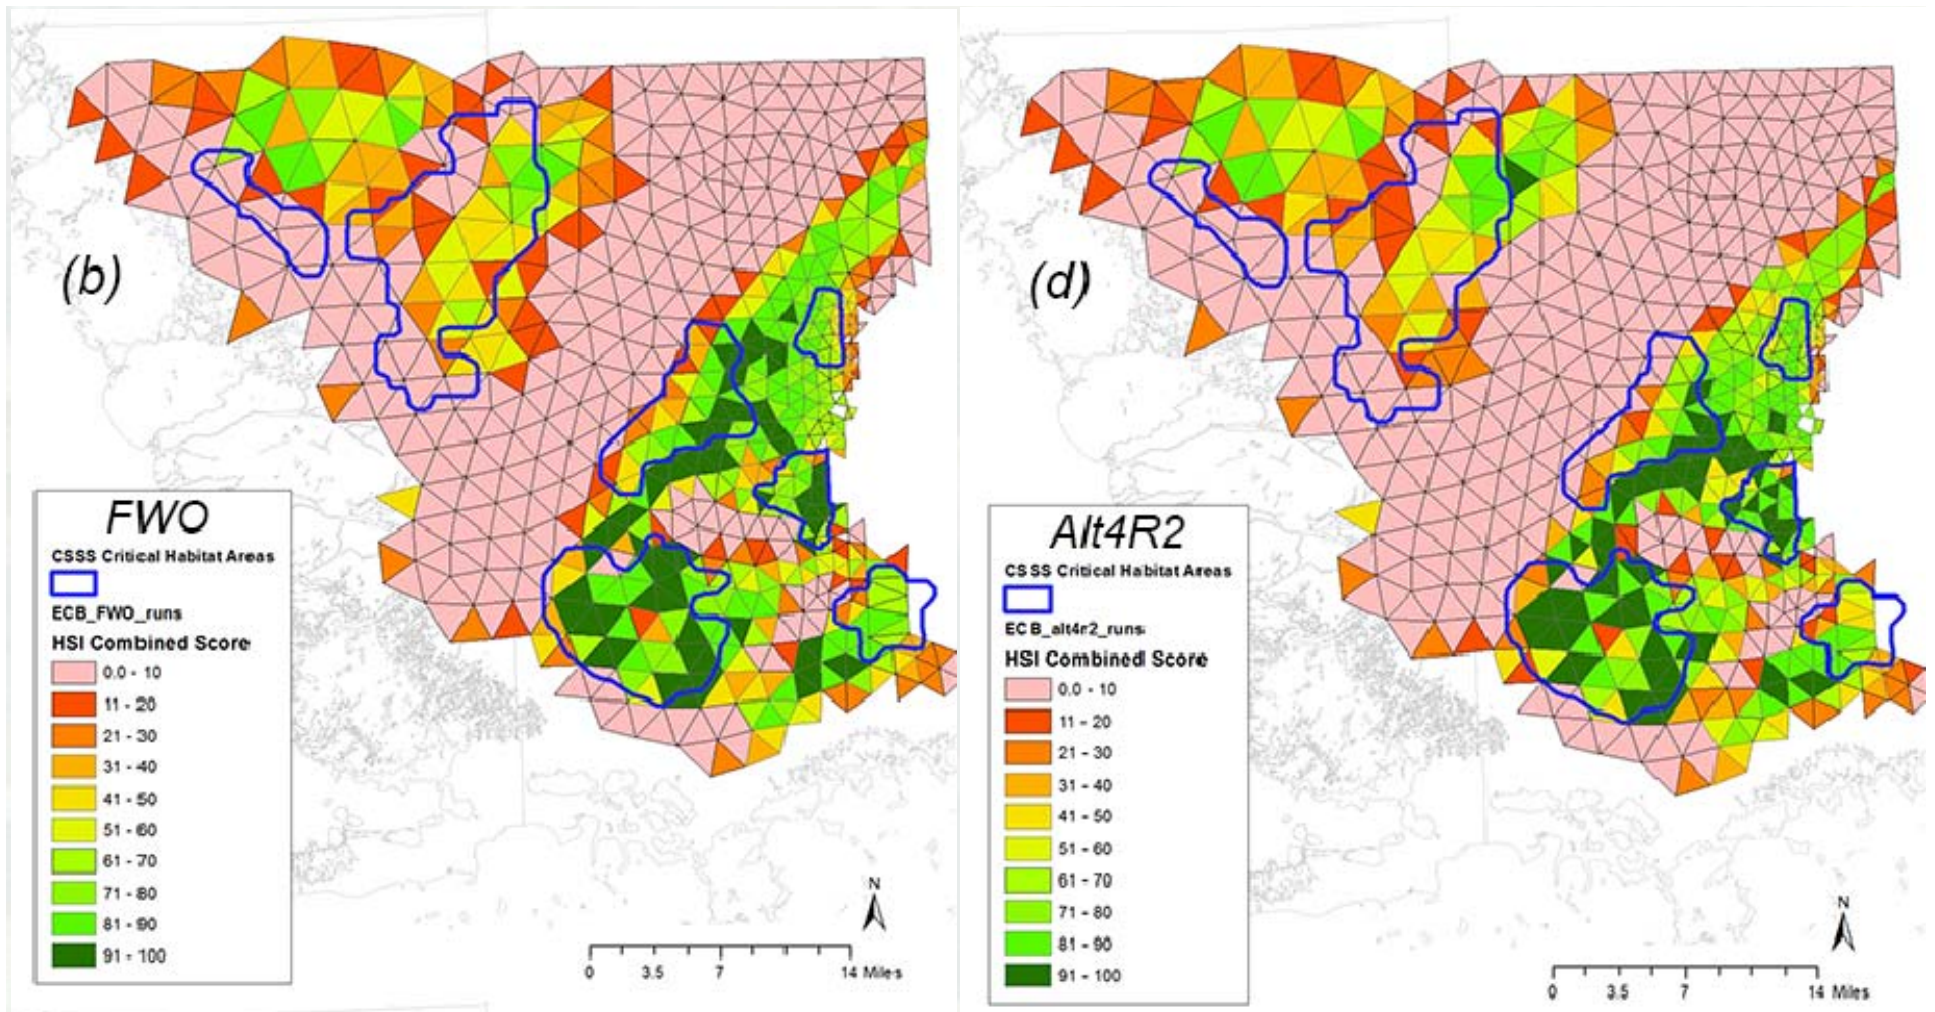 (b)
FWO
CSSS Critical Habitat Areas
ECB_FWO_runs
HSI Combined Score
0.0 - 10
11 - 20
21 - 30
31 - 40
41 - 50
51 - 60
61 - 70
71 - 80
81 - 90
91 - 100
N
0 3.5 7 14 Miles
(d)
Alt4R2
CSSS Critical Habitat Areas
ECB_alt4r2_runs
HSI Combined Score
0.0 - 10
11 - 20
21 - 30
31 - 40
41 - 50
51 - 60
61 - 70
71 - 80
81 - 90
91 - 100
N
0 3.5 7 14 Miles